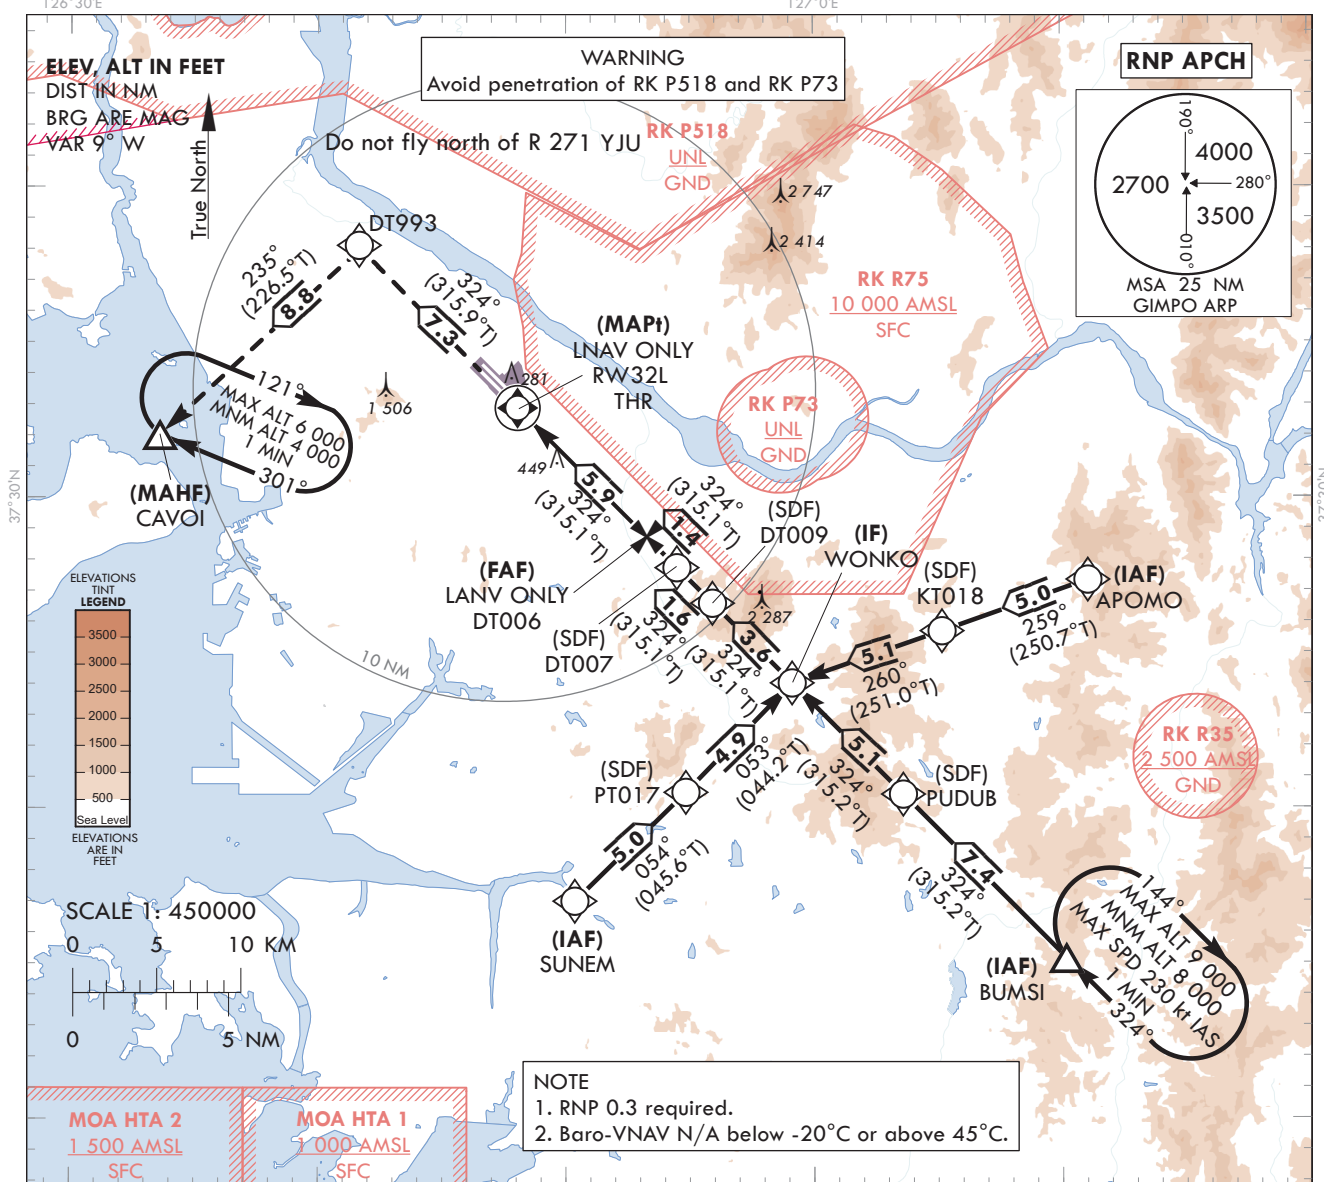 126°30'E
127°0'E
ELEV, ALT IN FEET
DIST IN NM
BRG ARE MAG
VAR 9° W
True North
WARNING
Avoid penetration of RK P518 and RK P73
Do not fly north of R 271 YJU
RK P518
UNL
GND
RNP APCH
190°
4000
2700
280°
3500
010°
MSA 25 NM
GIMPO ARP
2 747
2 414
DT993
235°
(226.5°T)
8.8
324°
(315.9°T)
7.3
RK R75
10 000 AMSL
SFC
(MAPt)
LNAV ONLY
RW32L
THR
281
1 506
121°
MAX ALT 6 000
MNM ALT 4 000
1 MIN
301°
(MAHF)
CAVOI
RK P73
UNL
GND
449
5.9
324°
(315.1°T)
324°
(315.1°T)
1.4
(SDF)
DT009
(IF)
WONKO
37°30'N
37°30'N
(FAF)
LANV ONLY
DT006
(SDF)
DT007
1.6
324°
(315.1°T)
2 287
3.6
324°
(315.1°T)
(SDF)
KT018
5.0
259°
(250.7°T)
(IAF)
APOMO
5.1
260°
(251.0°T)
10 NM
ELEVATIONS
TINT
LEGEND
3500
3000
2500
2000
1500
1000
500
Sea Level
ELEVATIONS
ARE IN
FEET
RK R35
2 500 AMSL
GND
(SDF)
PT017
4.9
053°
(044.2°T)
5.1
324°
(315.2°T)
(SDF)
PUDUB
5.0
054°
(045.6°T)
7.4
324°
(315.2°T)
(IAF)
SUNEM
(IAF)
BUMSI
144°
MAX ALT 9 000
MNM ALT 8 000
MAX SPD 230 kt IAS
1 MIN
324°
SCALE 1: 450000
0 5 10 KM
0 5 NM
NOTE
1. RNP 0.3 required.
2. Baro-VNAV N/A below -20°C or above 45°C.
MOA HTA 2
1 500 AMSL
SFC
MOA HTA 1
1 000 AMSL
SFC